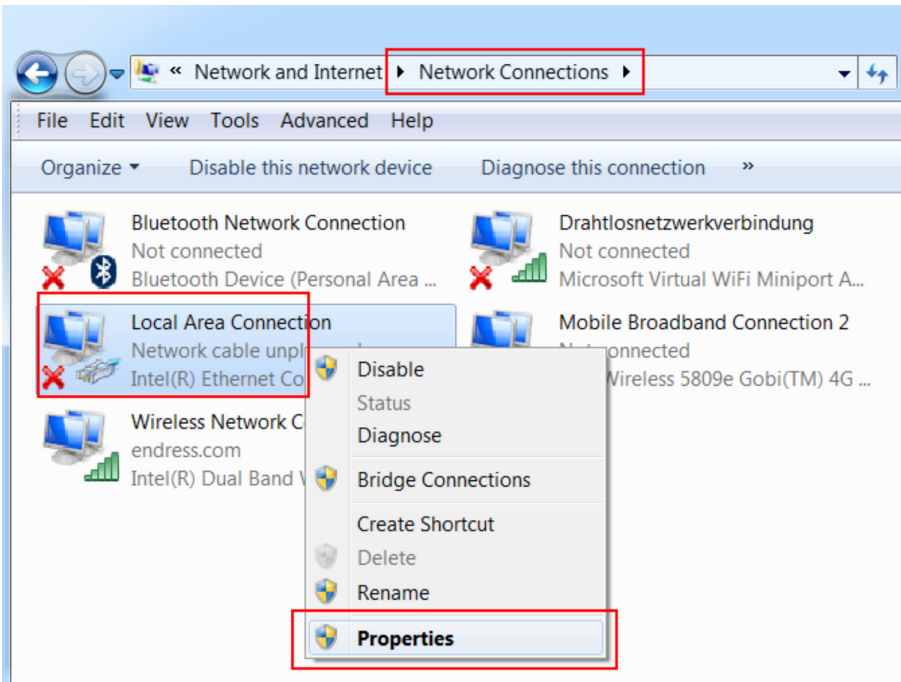 « Network and Internet ▸ Network Connections ▸
File Edit View Tools Advanced Help
Organize Disable this network device Diagnose this connection »
Bluetooth Network Connection
Not connected
Bluetooth Device (Personal Area ...
Drahtlosnetzwerkverbindung
Not connected
Microsoft Virtual WiFi Miniport A...
Local Area Connection
Network cable
Intel(R) Ethernet
Mobile Broadband Connection 2
Wireless 5809e Gobi(TM) 4G ...
Wireless Network
endress.com
Intel(R) Dual Band
Disable
Status
Diagnose
Bridge Connections
Create Shortcut
Delete
Rename
Properties